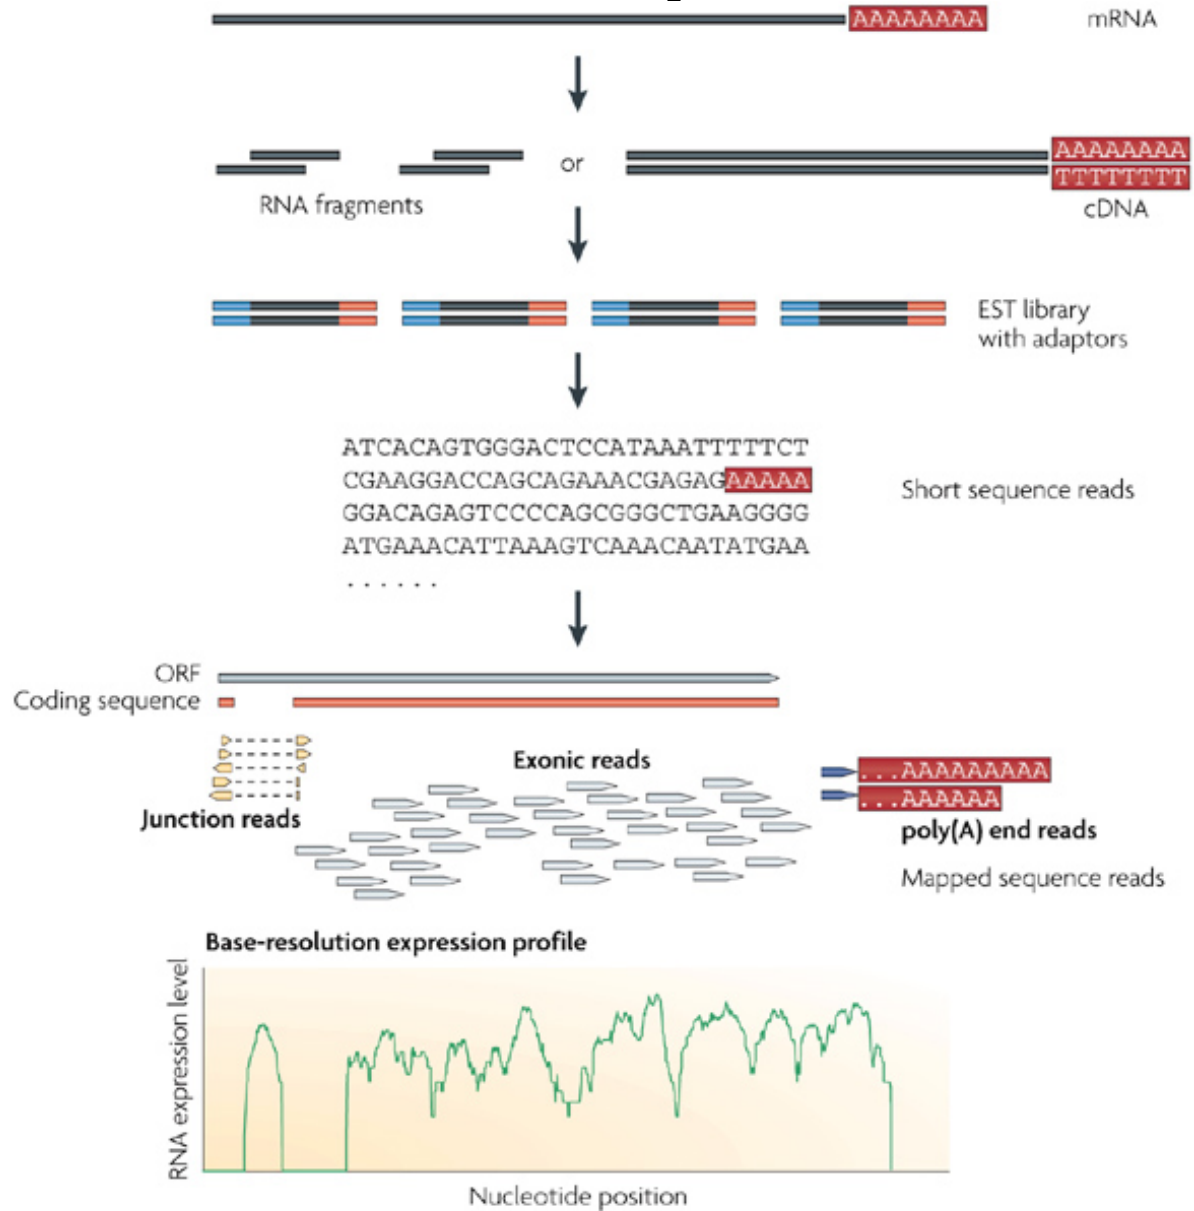 AAAAAAAA mRNA
AAAAAAAA
or
TTTTTTTT
RNA fragments
cDNA
EST library
with adaptors
ATCACAGTGGGACTCCATAAATTTTTCT
CGAAGGACCAGCAGAAACGAGAGAAAAA
Short sequence reads
GGACAGAGTCCCCAGCGGGCTGAAGGGG
ATGAAACATTAAAGTCAAACAATATGAA
. . . . . .
ORF
Coding sequence
Exonic reads
...AAAAAAAAA
...AAAAAA
Junction reads
poly(A) end reads
Mapped sequence reads
Base-resolution expression profile
RNA expression level
Nucleotide position